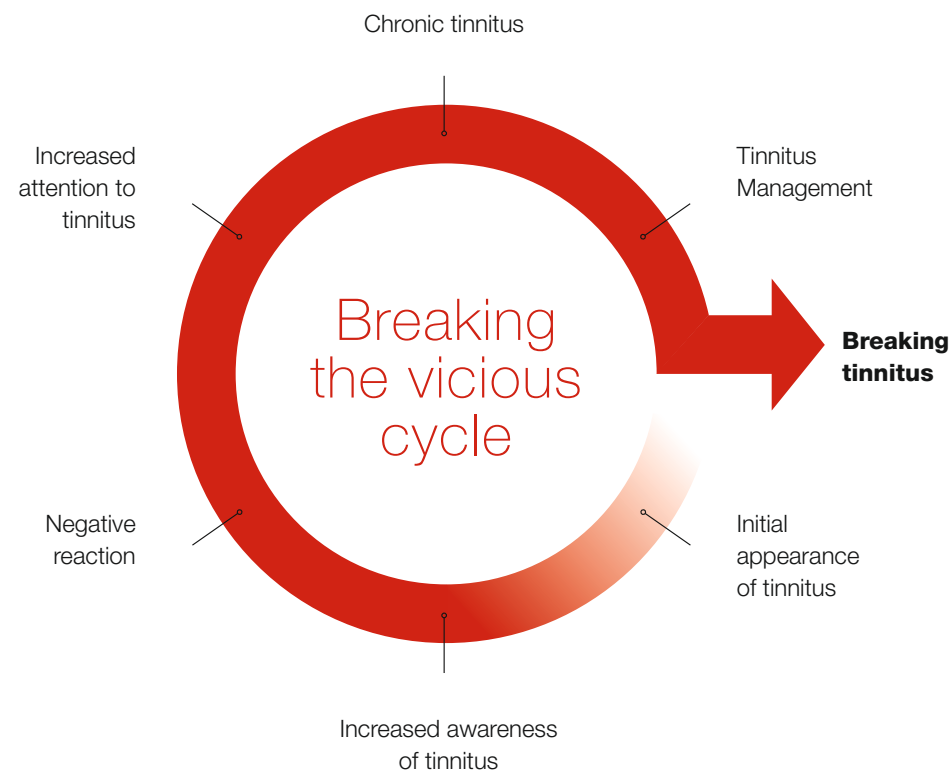 Chronic tinnitus
Increased
attention to
tinnitus
Tinnitus
Management
Breaking
the vicious
cycle
Breaking
tinnitus
Negative
reaction
Initial
appearance
of tinnitus
Increased awareness
of tinnitus